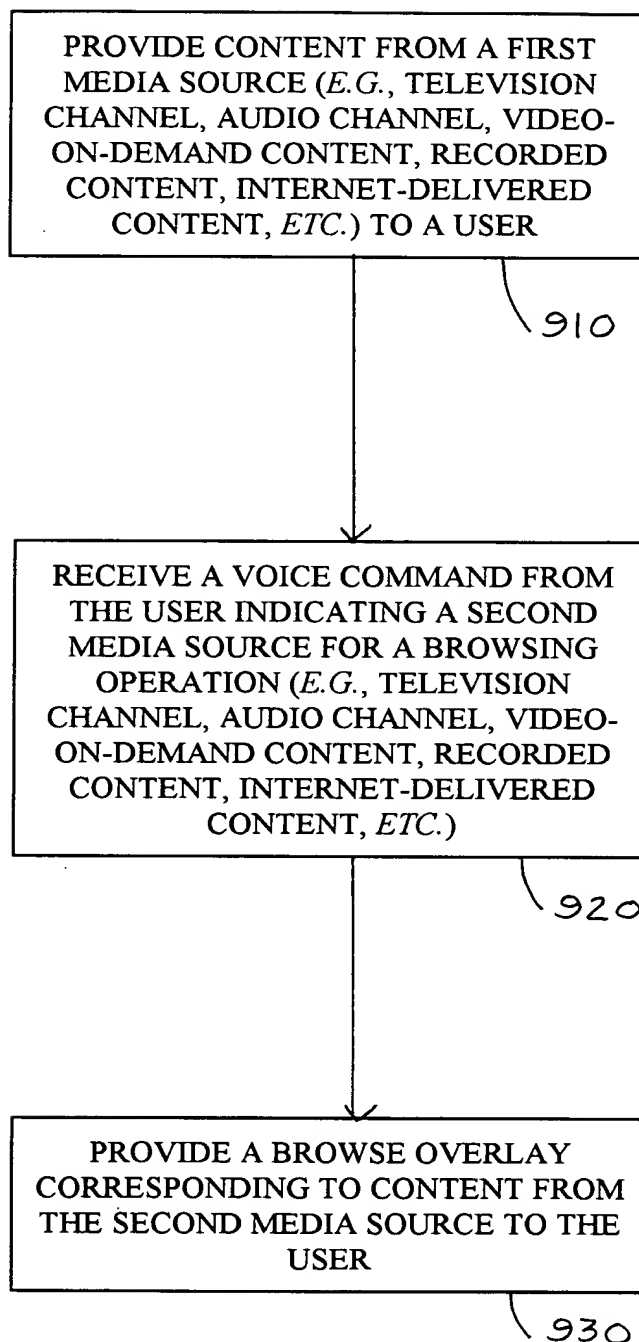 PROVIDE CONTENT FROM A FIRST
MEDIA SOURCE (E.G., TELEVISION
CHANNEL, AUDIO CHANNEL, VIDEO-
ON-DEMAND CONTENT, RECORDED
CONTENT, INTERNET-DELIVERED
CONTENT, ETC.) TO A USER
910
RECEIVE A VOICE COMMAND FROM
THE USER INDICATING A SECOND
MEDIA SOURCE FOR A BROWSING
OPERATION (E.G., TELEVISION
CHANNEL, AUDIO CHANNEL, VIDEO-
ON-DEMAND CONTENT, RECORDED
CONTENT, INTERNET-DELIVERED
CONTENT, ETC.)
920
PROVIDE A BROWSE OVERLAY
CORRESPONDING TO CONTENT FROM
THE SECOND MEDIA SOURCE TO THE
USER
930